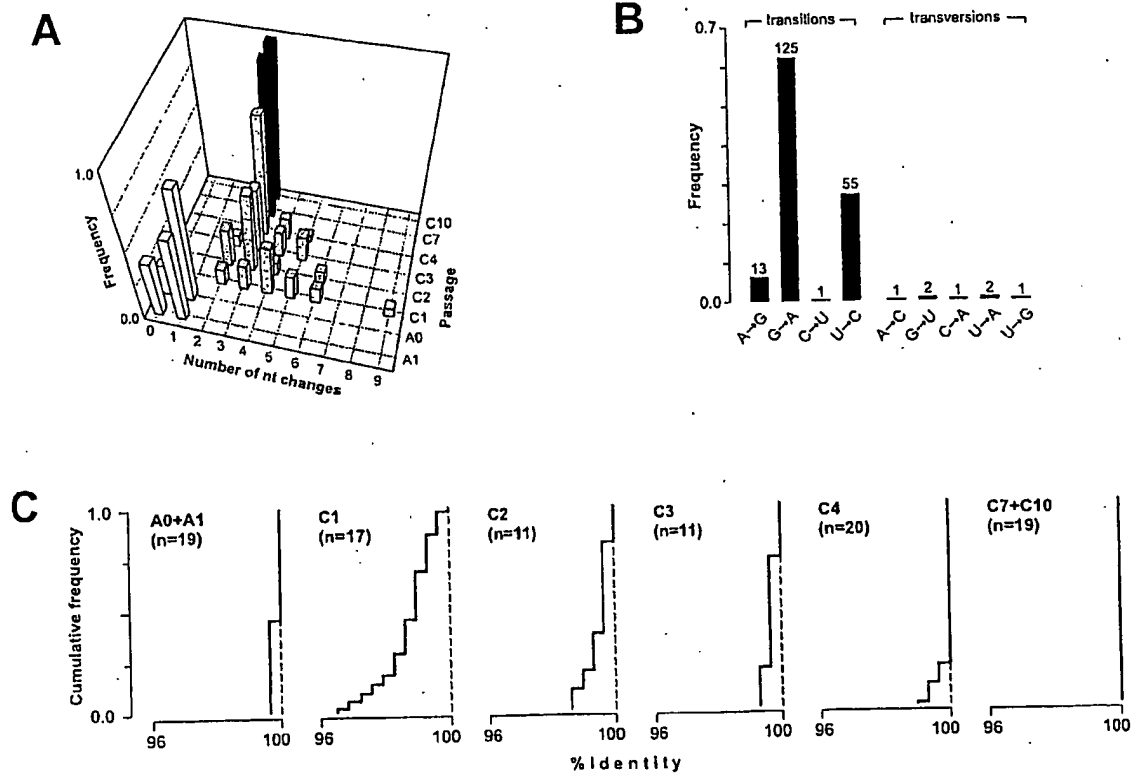 A
1.0
Frequency
0.0
0 1 2 3 4 5 6 7 8 9
Number of nt changes
C10
C7
C4
C3
C2
C1
A0
A1
Passage
B
transitions transversions
0.7
Frequency
0.0
13 125 1 55 1 2 1 2 1
A→G G→A C→U U→C A→C G→U C→A U→A U→G
C
Cumulative frequency
1.0
0.0
A0+A1 C1 C2 C3 C4 C7+C10
(n=19) (n=17) (n=11) (n=11) (n=20) (n=19)
96 100 96 100 96 100 96 100 96 100 96 100
%Identity